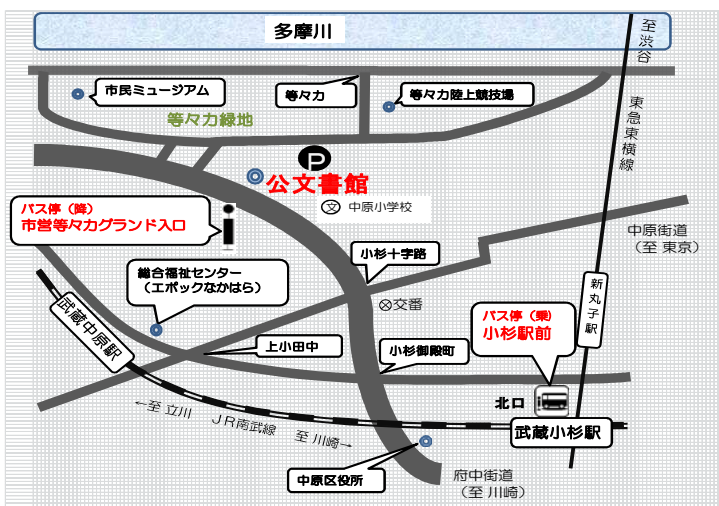 多摩川
至渋谷
市民ミュージアム
等々力
等々力陸上競技場
東急東横線
等々力緑地
P
公文書館
文
中原小学校
バス停（降）
市営等々力グランド入口
中原街道
（至 東京）
小杉十字路
総合福祉センター
（エポックなかはら）
交番
新丸子駅
バス停（乗）
小杉駅前
武蔵中原駅
上小田中
小杉御殿町
北口
←至 立川
ＪＲ南武線
至 川崎→
武蔵小杉駅
中原区役所
府中街道
（至 川崎）